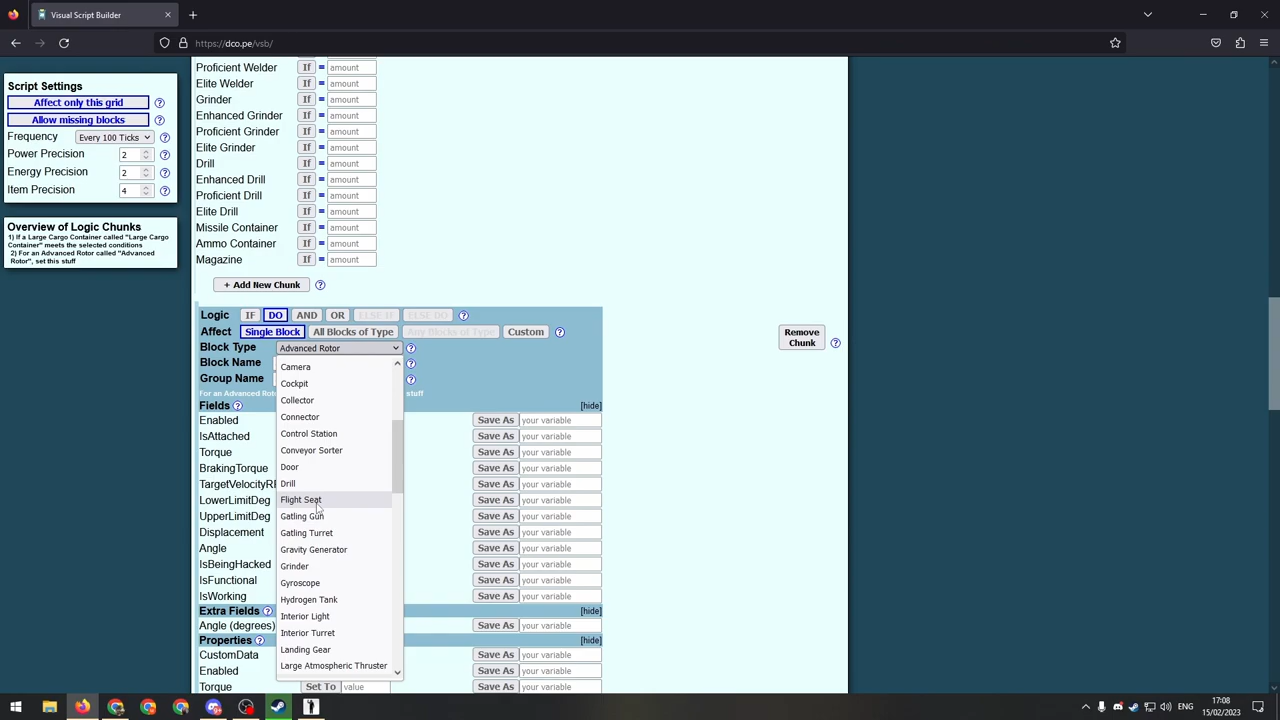 Visual Script Builder
https://dco.pe/vsb/
Script Settings
Affect only this grid
Allow missing blocks
Frequency Every 100 Ticks
Power Precision 2
Energy Precision 2
Item Precision 4
Overview of Logic Chunks
1) If a Large Cargo Container called "Large Cargo
Container" meets the selected conditions
2) For an Advanced Rotor called "Advanced
Rotor", set this stuff
Proficient Welder If = amount
Elite Welder If = amount
Grinder If = amount
Enhanced Grinder If = amount
Proficient Grinder If = amount
Elite Grinder If = amount
Drill If = amount
Enhanced Drill If = amount
Proficient Drill If = amount
Elite Drill If = amount
Missile Container If = amount
Ammo Container If = amount
Magazine If = amount
+ Add New Chunk
Logic IF DO AND OR ELSE IF ELSE DO
Affect Single Block All Blocks of Type Any Blocks of Type Custom
Remove
Chunk
Block Type Advanced Rotor
Block Name
Group Name
For an Advanced stuff
Fields [hide]
Enabled Save As your variable
IsAttached Save As your variable
Torque Save As your variable
BrakingTorque Save As your variable
TargetVelocityR Save As your variable
LowerLimitDeg Save As your variable
UpperLimitDeg Save As your variable
Displacement Save As your variable
Angle Save As your variable
IsBeingHacked Save As your variable
IsFunctional Save As your variable
IsWorking Save As your variable
Extra Fields [hide]
Angle (degrees) Save As your variable
Properties [hide]
CustomData Save As your variable
Enabled Save As your variable
Torque Set To value Save As your variable
Camera
Cockpit
Collector
Connector
Control Station
Conveyor Sorter
Door
Drill
Flight Seat
Gatling Gun
Gatling Turret
Gravity Generator
Grinder
Gyroscope
Hydrogen Tank
Interior Light
Interior Turret
Landing Gear
Large Atmospheric Thruster
ENG
17:08
15/02/2023